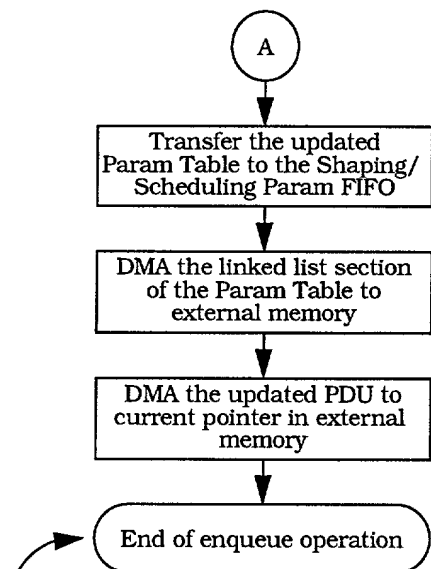 A
Transfer the updated
Param Table to the Shaping/
Scheduling Param FIFO
DMA the linked list section
of the Param Table to
external memory
DMA the updated PDU to
current pointer in external
memory
End of enqueue operation